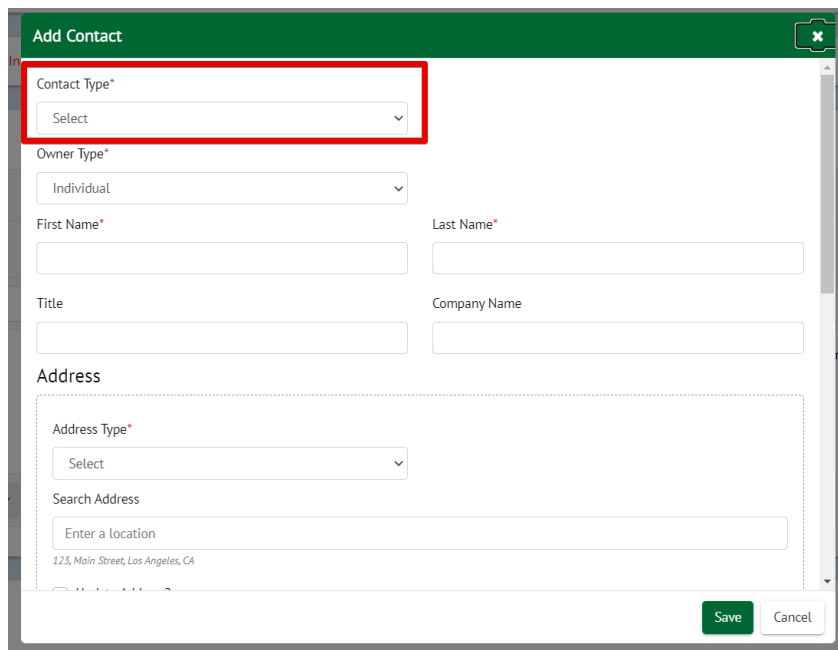 Add Contact
Contact Type*
Select
Owner Type*
Individual
First Name*
Last Name*
Title
Company Name
Address
Address Type*
Select
Search Address
Enter a location
123, Main Street, Los Angeles, CA
Save
Cancel